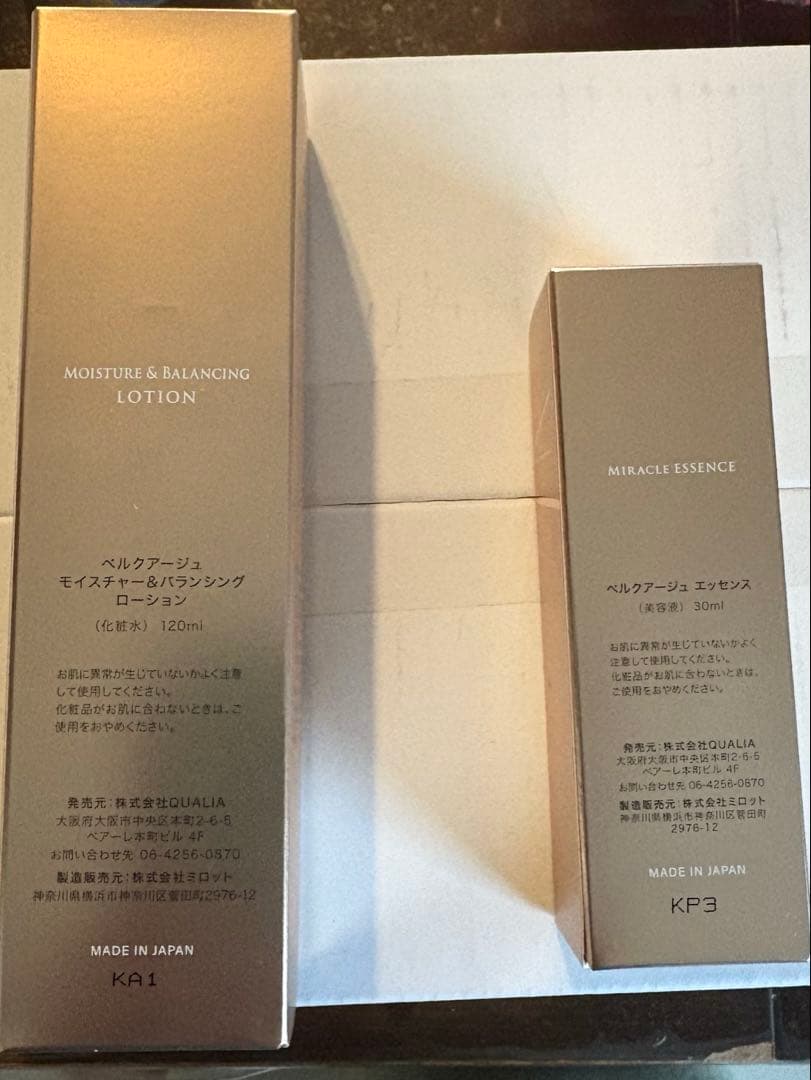 MOISTURE & BALANCING
LOTION
ベルクアージュ
モイスチャー&バランシング
ローション
(化粧水) 120ml
お肌に異常が生じていないかよく注意
して使用してください。
化粧品がお肌に合わないときは、ご
使用をおやめください。
発売元:株式会社QUALIA
大阪府大阪市中央区本町2-6-5
ベアーレ本町ビル 4F
お問い合わせ先 06-4256-0870
製造販売元:株式会社ミロット
神奈川県横浜市神奈川区菅田町2976-12
MADE IN JAPAN
KA1
MIRACLE ESSENCE
ベルクアージュ エッセンス
(美容液) 30ml
お肌に異常が生じていないかよく
注意して使用してください。
化粧品がお肌に合わないときは、
ご使用をおやめください。
発売元:株式会社QUALIA
大阪府大阪市中央区本町2-6-5
ベアーレ本町ビル 4F
お問い合わせ先 06-4256-0870
製造販売元:株式会社ミロット
神奈川県横浜市神奈川区菅田町
2976-12
MADE IN JAPAN
KP3